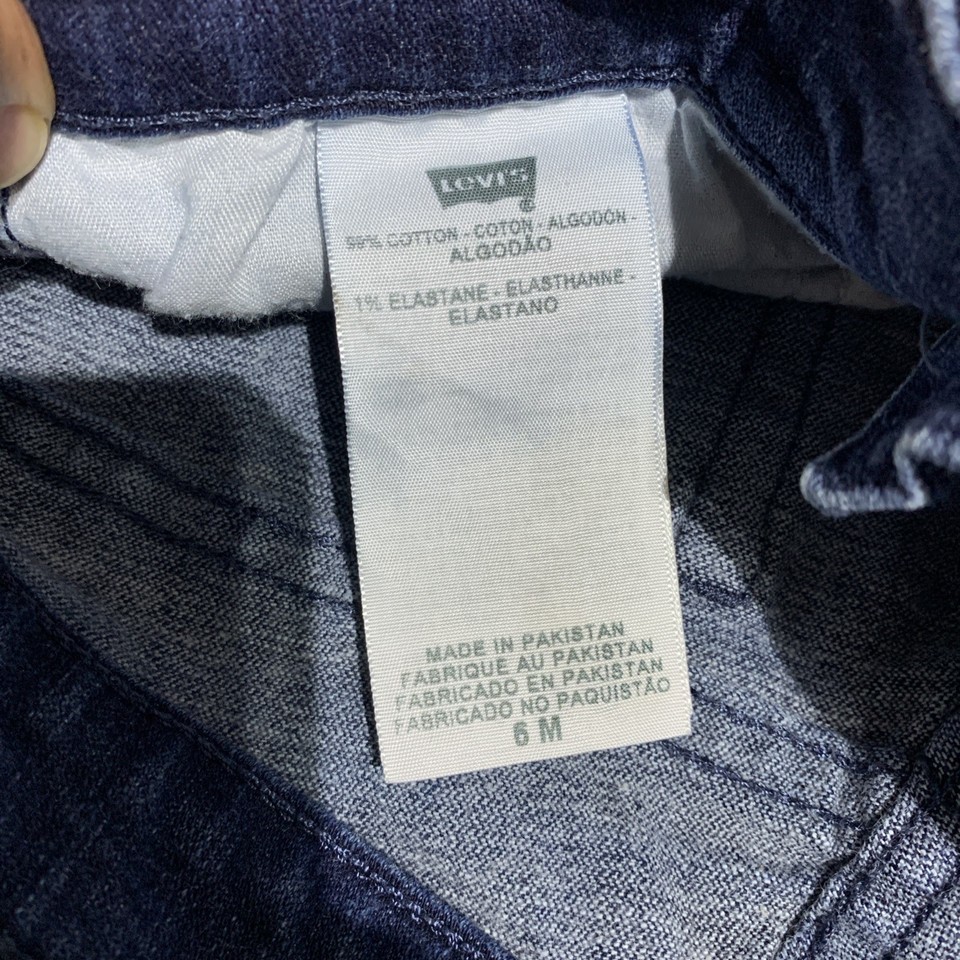 Levi's
®
99% COTTON - COTON - ALGODÓN -
ALGODÃO
1% ELASTANE - ELASTHANNE -
ELASTANO
MADE IN PAKISTAN
FABRIQUE AU PAKISTAN
FABRICADO EN PAKISTAN
FABRICADO NO PAQUISTÃO
6 M